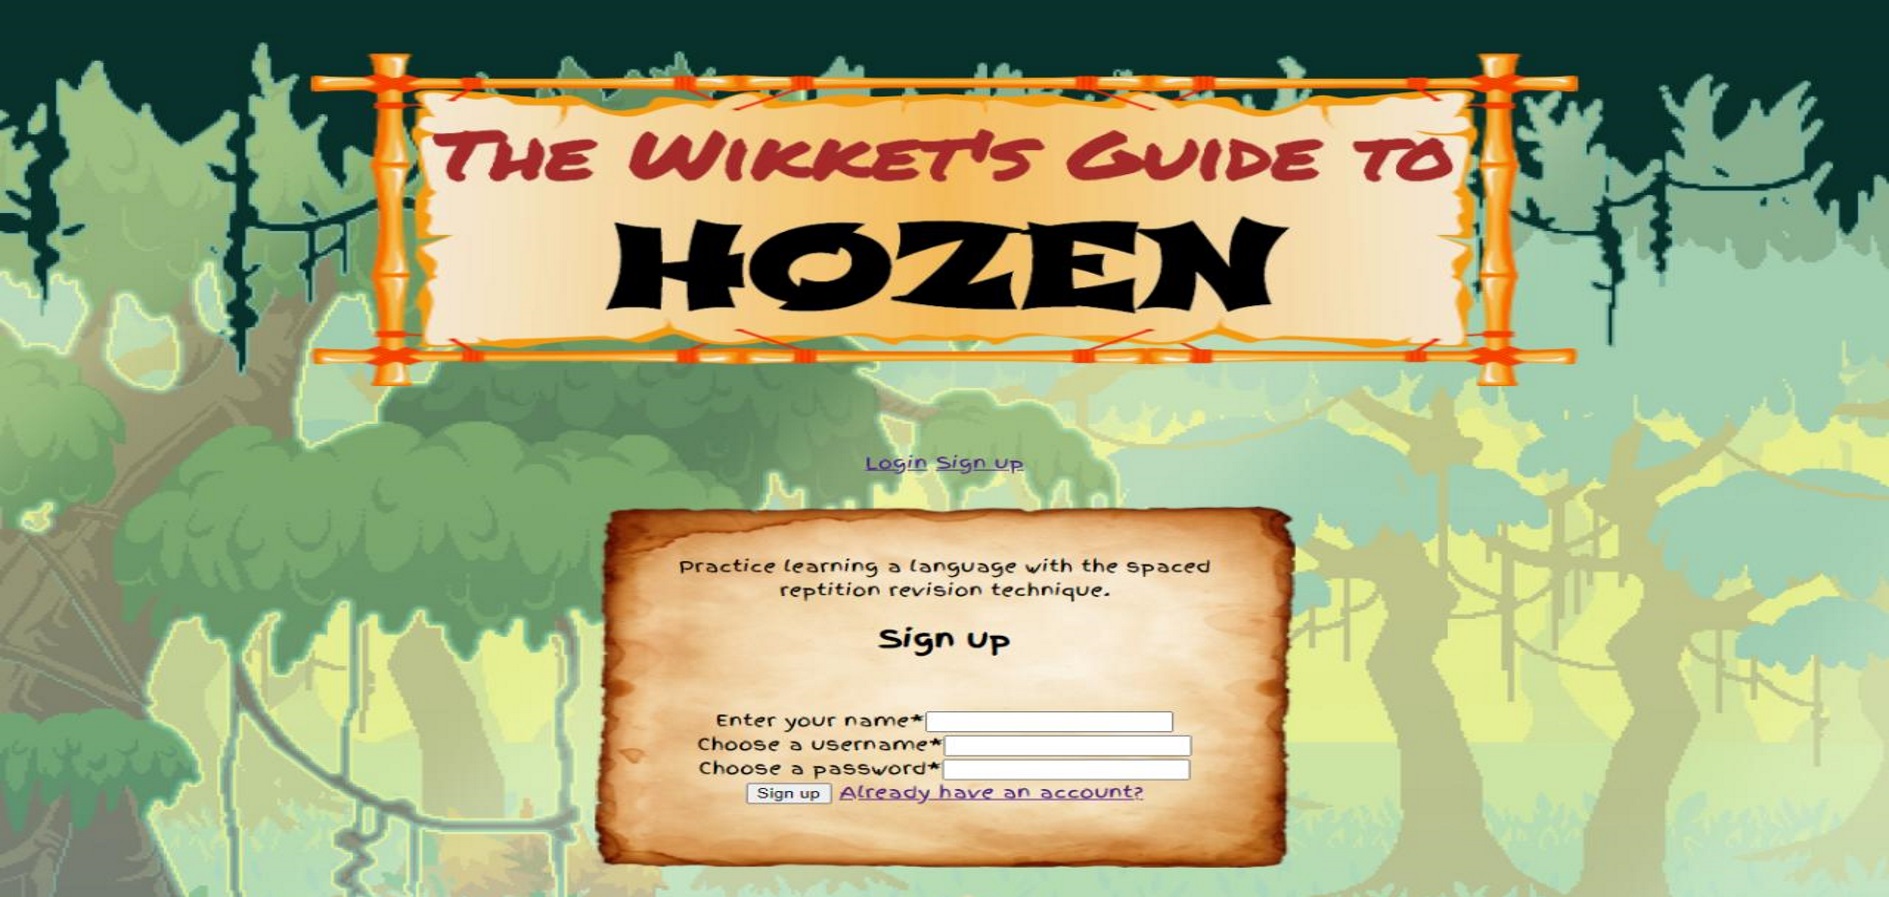 The Wikket's Guide to
HOZEN
Login Sign up
Practice learning a language with the spaced
reptition revision technique.
Sign up
Enter your name*
Choose a username*
Choose a password*
Sign up Already have an account?